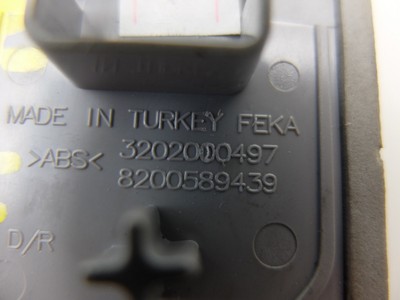 MADE IN TURKEY FEKA
>ABS< 3202000497
8200589439
D/R